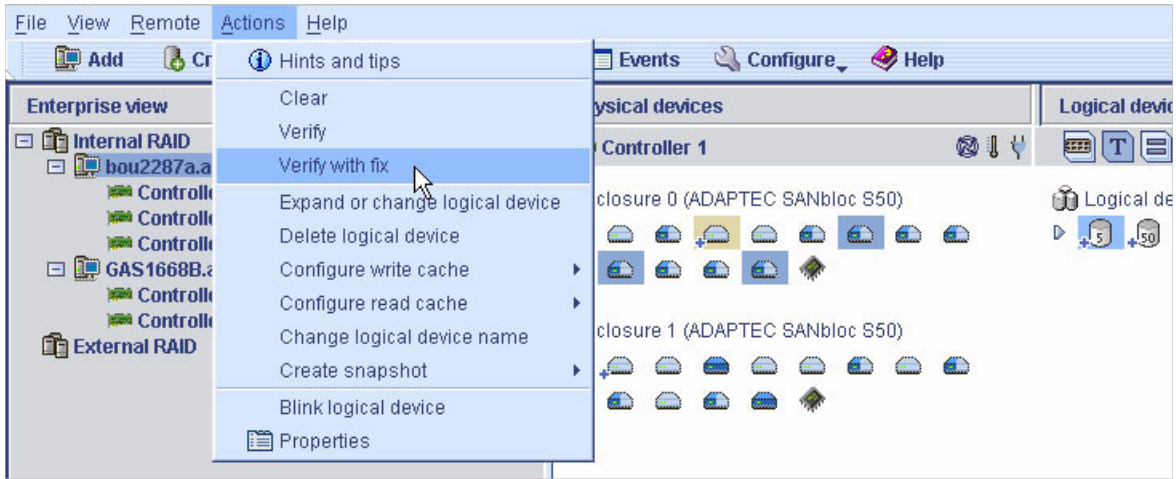 File View Remote Actions Help
Add Cr Events Configure Help
Hints and tips
Clear
Verify
Verify with fix
Expand or change logical device
Delete logical device
Configure write cache
Configure read cache
Change logical device name
Create snapshot
Blink logical device
Properties
Enterprise view
Internal RAID
bou2287a.a
Controlle
Controlle
Controlle
GAS1668B.a
Controlle
Controlle
External RAID
ysical devices
Controller 1
closure 0 (ADAPTEC SANbloc S50)
closure 1 (ADAPTEC SANbloc S50)
Logical devic
T
Logical de
5 50